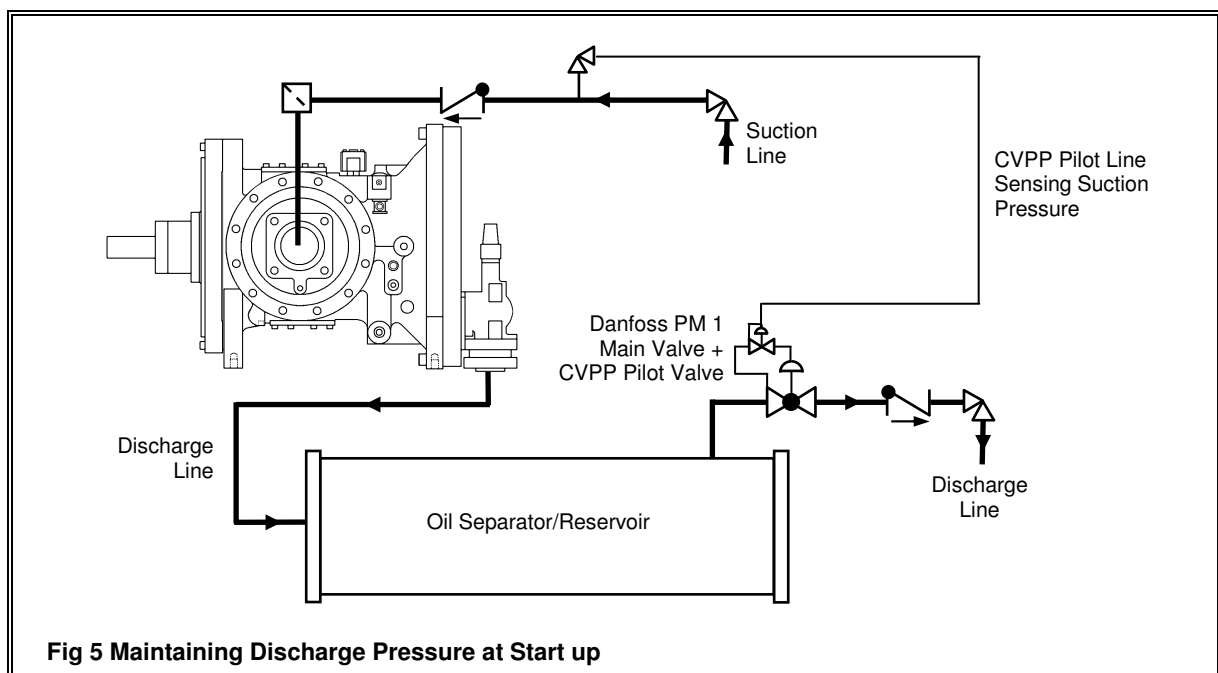 Suction
Line
CVPP Pilot Line
Sensing Suction
Pressure
Danfoss PM 1
Main Valve +
CVPP Pilot Valve
Discharge
Line
Discharge
Line
Oil Separator/Reservoir
Fig 5 Maintaining Discharge Pressure at Start up